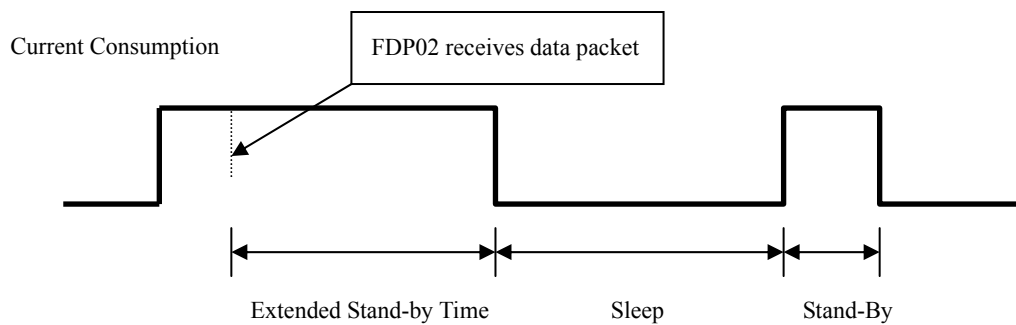 Current Consumption
FDP02 receives data packet
Extended Stand-by Time
Sleep
Stand-By